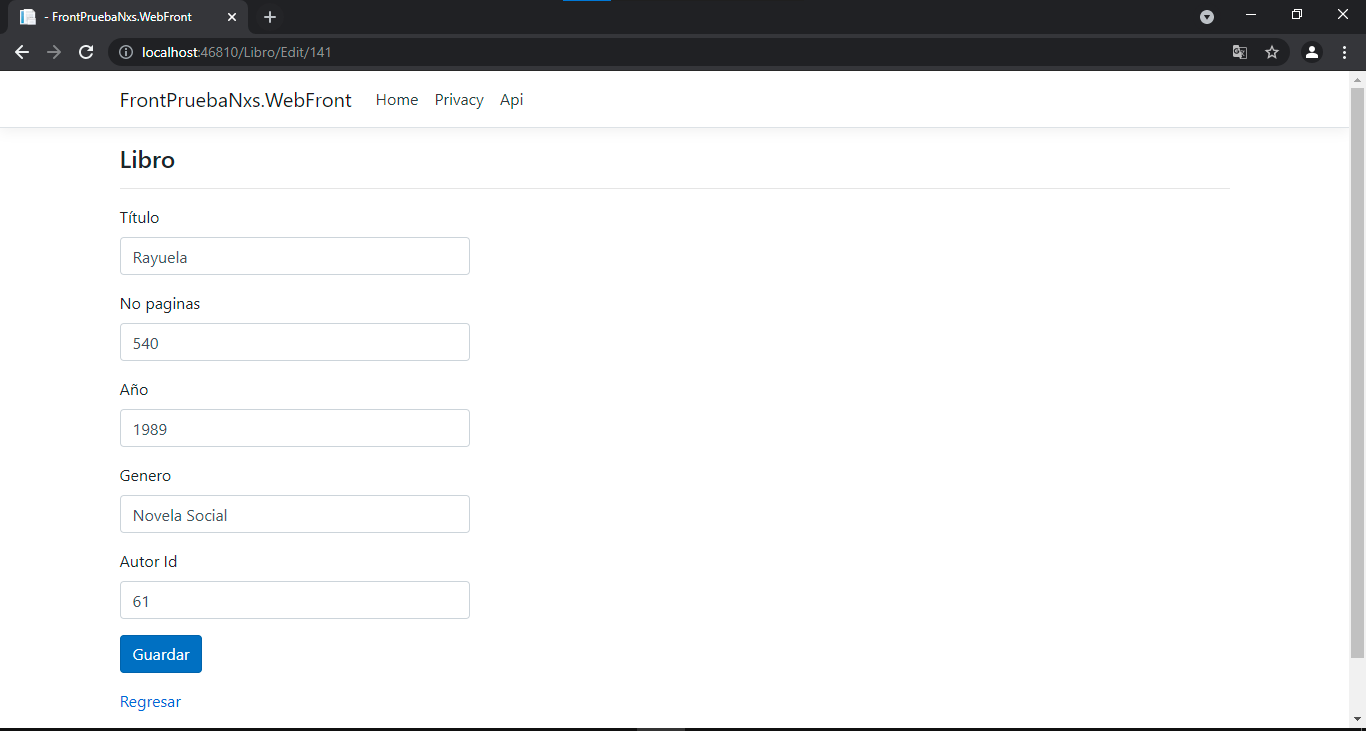 - FrontPruebaNxs.WebFront
localhost:46810/Libro/Edit/141
FrontPruebaNxs.WebFront Home Privacy Api
Libro
Título
Rayuela
No paginas
540
Año
1989
Genero
Novela Social
Autor Id
61
Guardar
Regresar